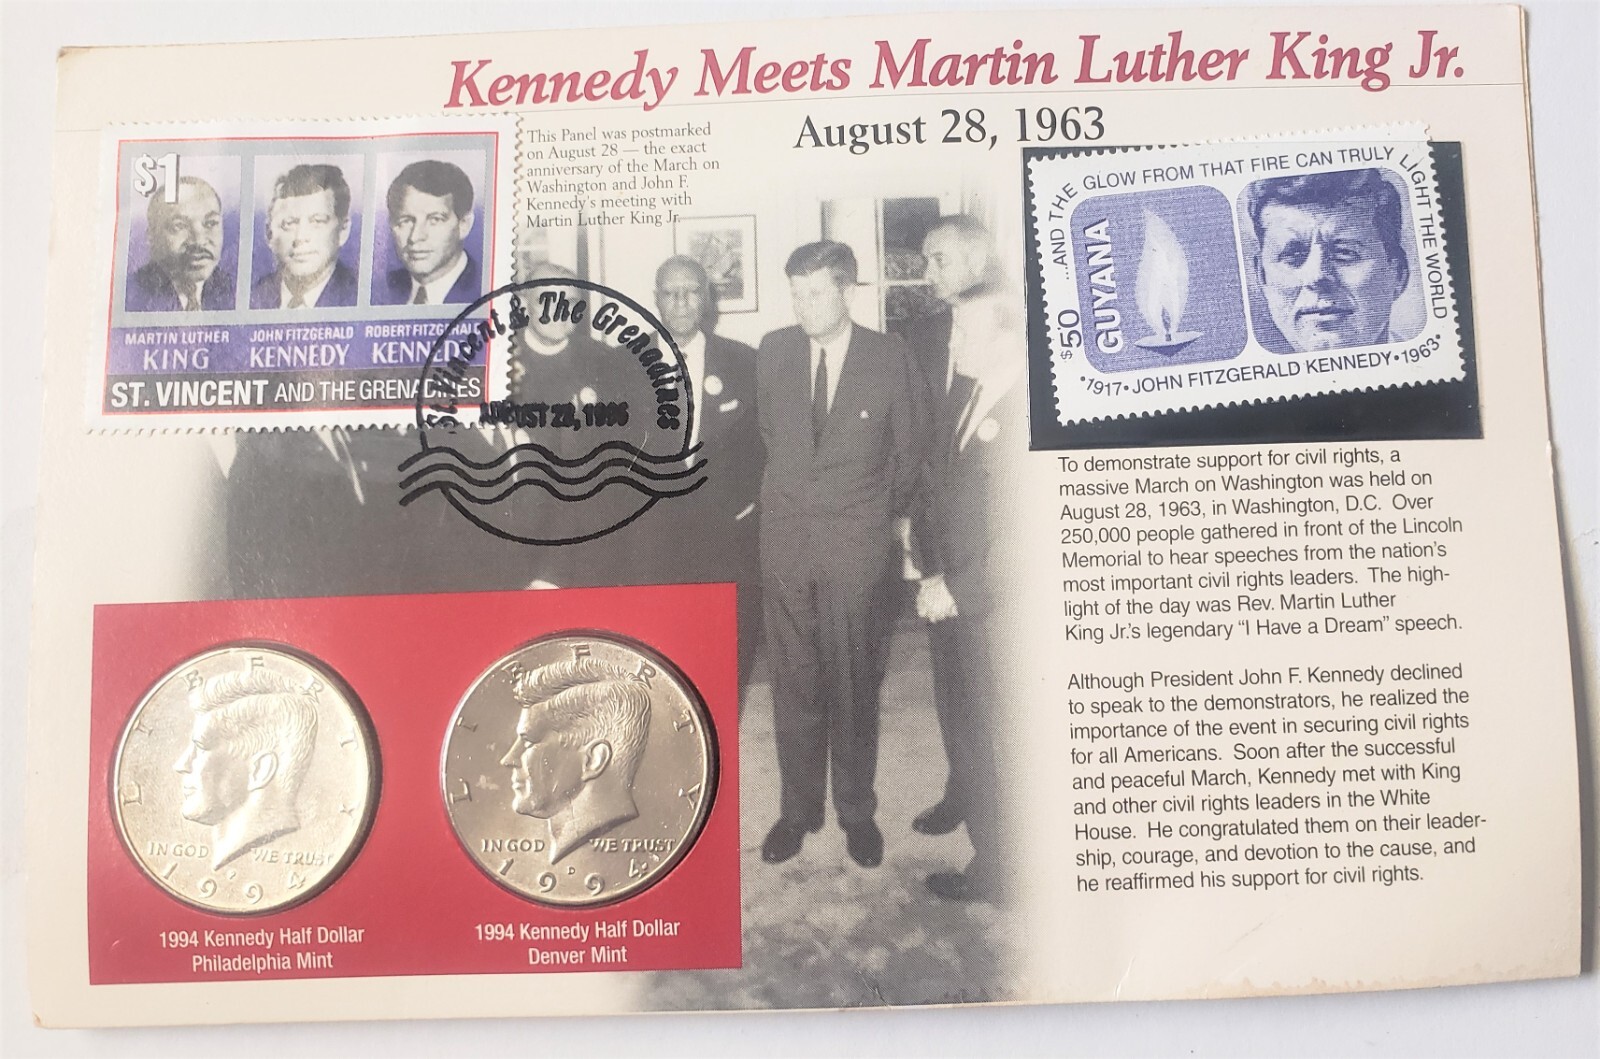 Kennedy Meets Martin Luther King Jr.
August 28, 1963
$1
MARTIN LUTHER
KING
JOHN FITZGERALD
KENNEDY
ROBERT FITZGERALD
KENNEDY
ST. VINCENT AND THE GRENADINES
This Panel was postmarked
on August 28 — the exact
anniversary of the March on
Washington and John F.
Kennedy's meeting with
Martin Luther King Jr.
St. Vincent & The Grenadines
AUGUST 28,
...AND THE GLOW FROM THAT FIRE CAN TRULY LIGHT THE WORLD
$50
GUYANA
•1917•JOHN FITZGERALD KENNEDY•1963•
To demonstrate support for civil rights, a
massive March on Washington was held on
August 28, 1963, in Washington, D.C. Over
250,000 people gathered in front of the Lincoln
Memorial to hear speeches from the nation's
most important civil rights leaders. The high-
light of the day was Rev. Martin Luther
King Jr.'s legendary “I Have a Dream” speech.
Although President John F. Kennedy declined
to speak to the demonstrators, he realized the
importance of the event in securing civil rights
for all Americans. Soon after the successful
and peaceful March, Kennedy met with King
and other civil rights leaders in the White
House. He congratulated them on their leader-
ship, courage, and devotion to the cause, and
he reaffirmed his support for civil rights.
LIBERTY
IN GOD WE TRUST
P
1994
LIBERTY
IN GOD WE TRUST
D
1994
1994 Kennedy Half Dollar
Philadelphia Mint
1994 Kennedy Half Dollar
Denver Mint